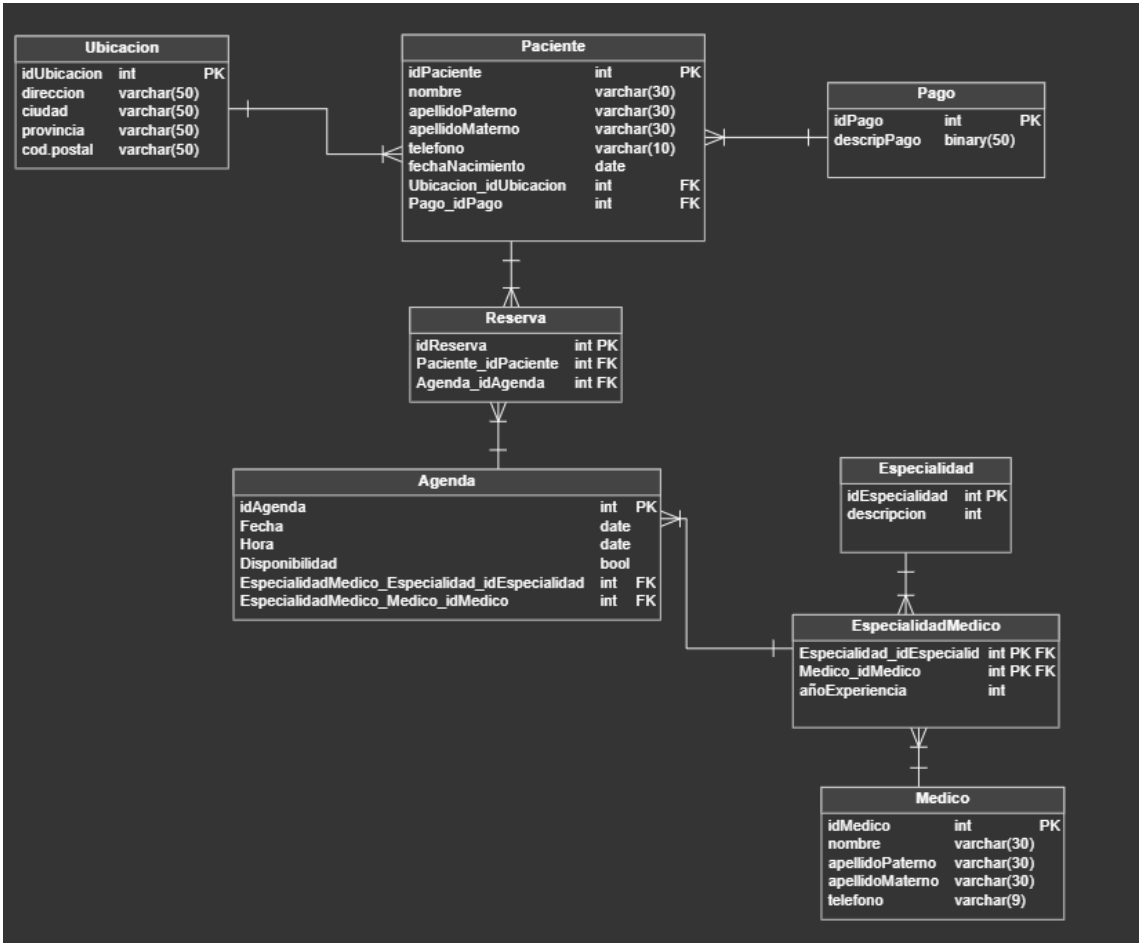 Ubicacion
idUbicacion int PK
direccion varchar(50)
ciudad varchar(50)
provincia varchar(50)
cod.postal varchar(50)
Paciente
idPaciente int PK
nombre varchar(30)
apellidoPaterno varchar(30)
apellidoMaterno varchar(30)
telefono varchar(10)
fechaNacimiento date
Ubicacion_idUbicacion int FK
Pago_idPago int FK
Pago
idPago int PK
descripPago binary(50)
Reserva
idReserva int PK
Paciente_idPaciente int FK
Agenda_idAgenda int FK
Agenda
idAgenda int PK
Fecha date
Hora date
Disponibilidad bool
EspecialidadMedico_Especialidad_idEspecialidad int FK
EspecialidadMedico_Medico_idMedico int FK
Especialidad
idEspecialidad int PK
descripcion int
EspecialidadMedico
Especialidad_idEspecialid int PK FK
Medico_idMedico int PK FK
añoExperiencia int
Medico
idMedico int PK
nombre varchar(30)
apellidoPaterno varchar(30)
apellidoMaterno varchar(30)
telefono varchar(9)